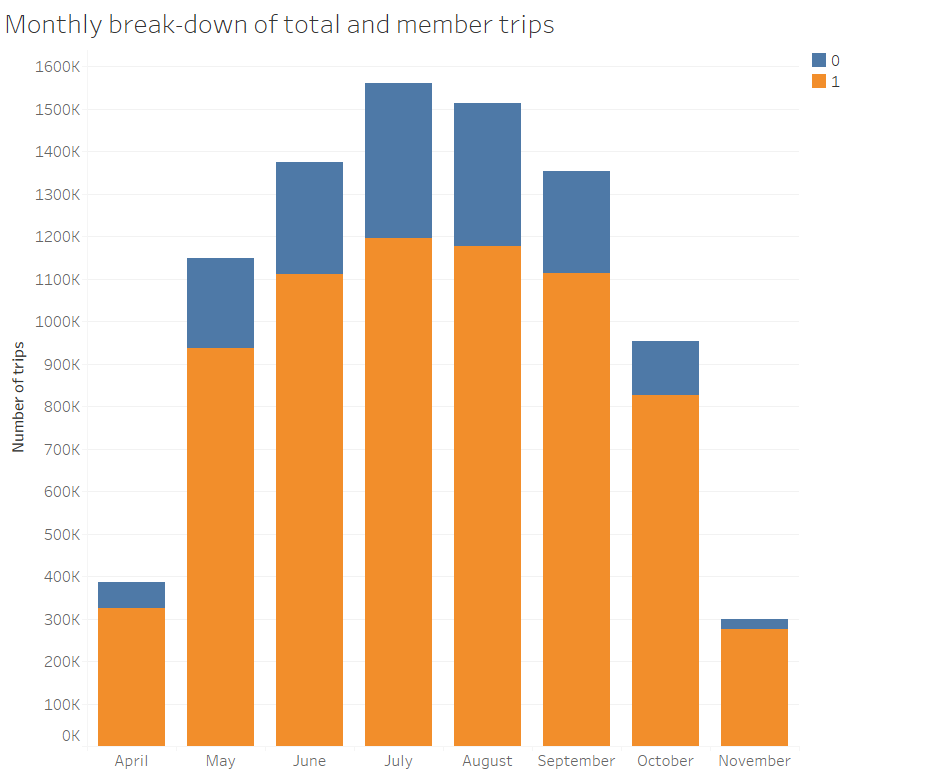 Monthly break-down of total and member trips
0
1
1600K
1500K
1400K
1300K
1200K
1100K
1000K
900K
800K
700K
600K
500K
400K
300K
200K
100K
0K
Number of trips
April May June July August September October November